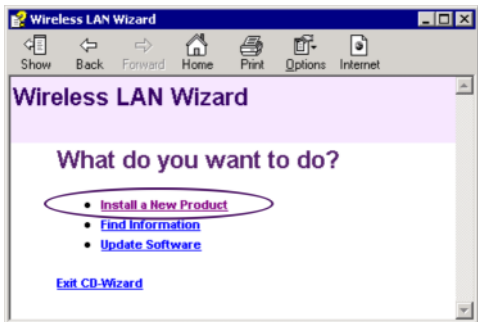 Wireless LAN Wizard
Show Back Forward Home Print Options Internet
Wireless LAN Wizard
What do you want to do?
• Install a New Product
• Find Information
• Update Software
Exit CD-Wizard